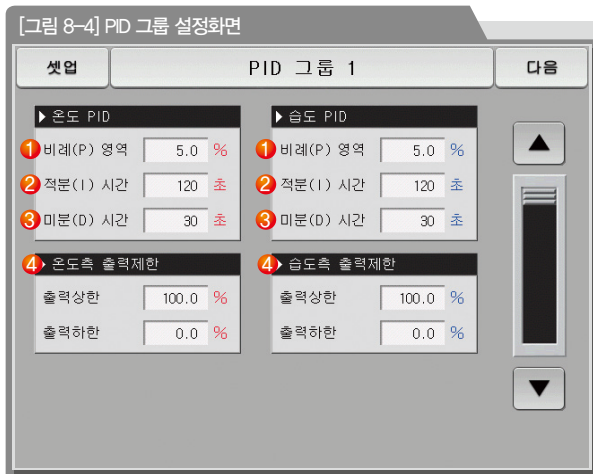 [그림 8-4] PID 그룹 설정화면
셋업 PID 그룹 1 다음
▶온도 PID
1 비례(P) 영역 5.0 %
2 적분(I) 시간 120 초
3 미분(D) 시간 30 초
4 온도측 출력제한
출력상한 100.0 %
출력하한 0.0 %
▶습도 PID
1 비례(P) 영역 5.0 %
2 적분(I) 시간 120 초
3 미분(D) 시간 30 초
4 습도측 출력제한
출력상한 100.0 %
출력하한 0.0 %